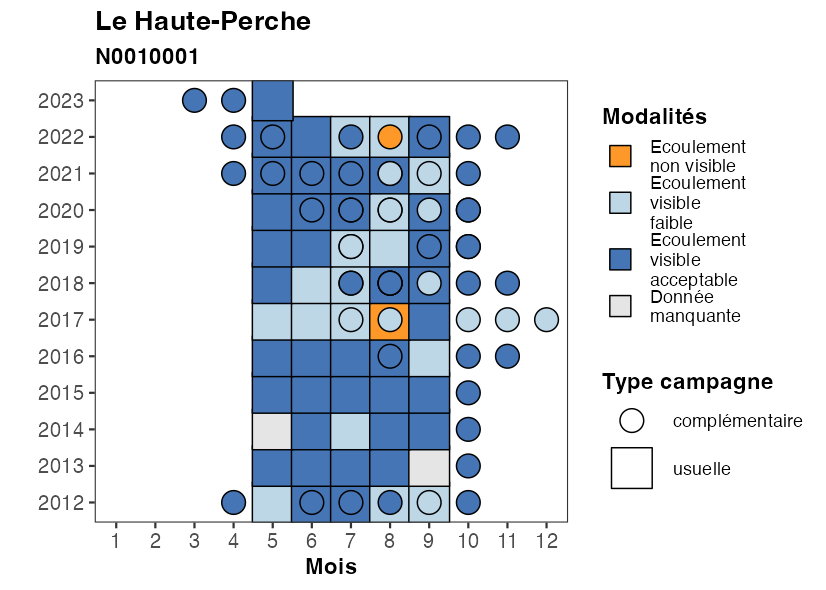 Le Haute-Perche
N0010001
2023
2022
2021
2020
2019
2018
2017
2016
2015
2014
2013
2012
1 2 3 4 5 6 7 8 9 10 11 12
Mois
Modalités
Ecoulement
non visible
Ecoulement
visible
faible
Ecoulement
visible
acceptable
Donnée
manquante
Type campagne
complémentaire
usuelle